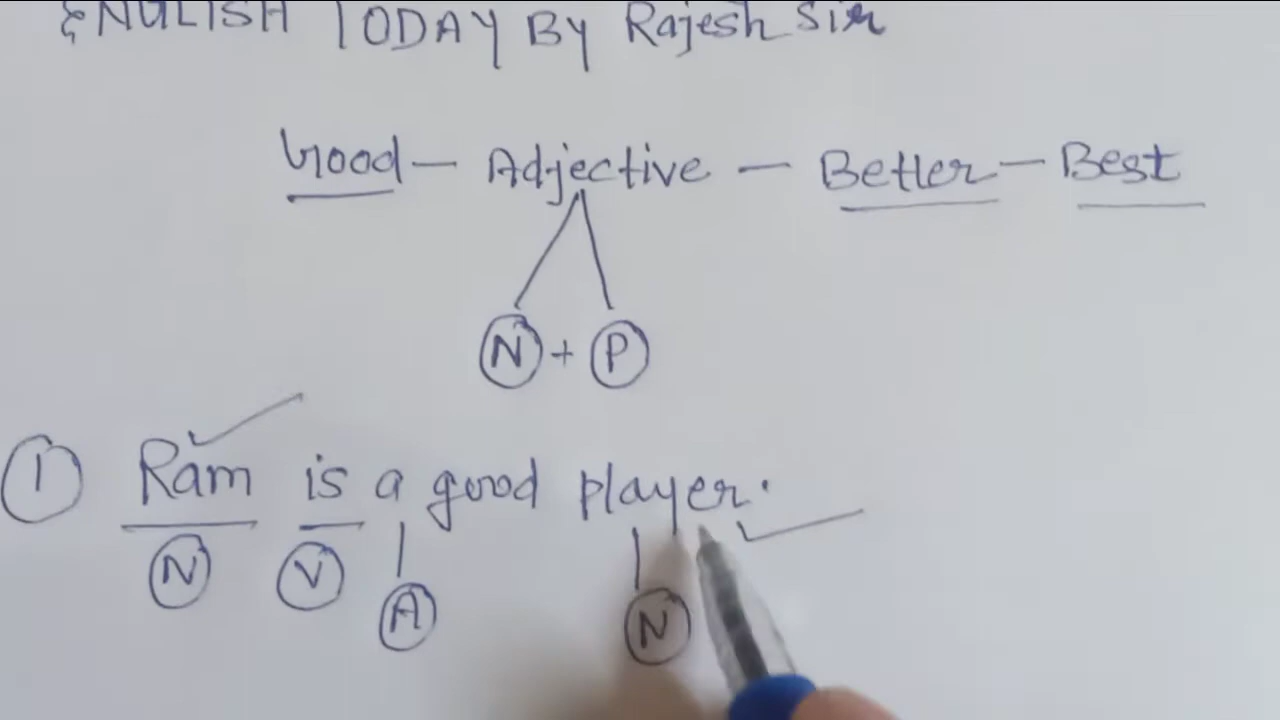 ENGLISH TODAY BY Rajesh Sir
Good - Adjective - Better - Best
N + P
1 Ram is a good player.
N V A N